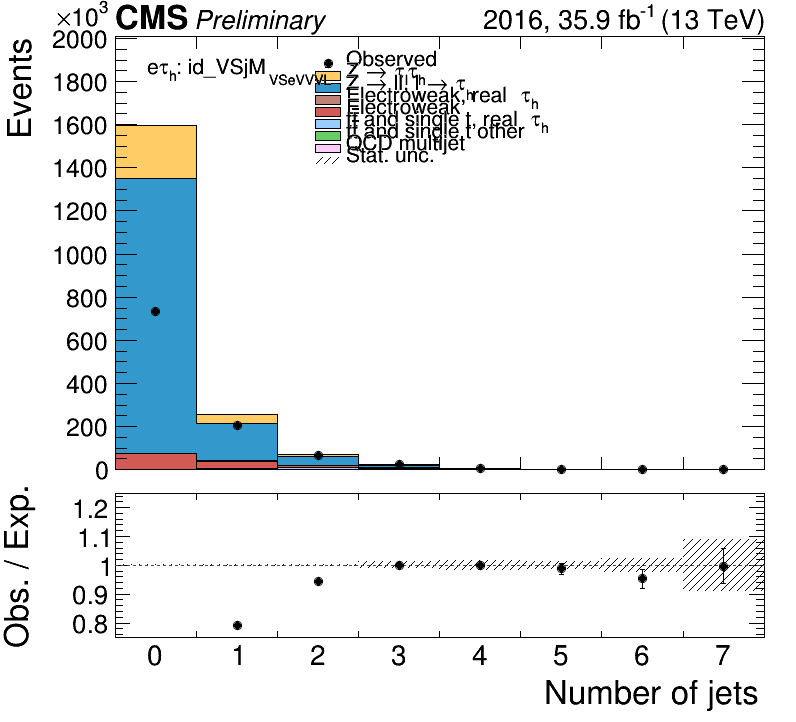 ×10³ CMS Preliminary 2016, 35.9 fb⁻¹ (13 TeV)
Events
2000
1800
1600
1400
1200
1000
800
600
400
200
0
eτₕ: id_VSjM
Observed
Electroweak, real τₕ
Electroweak
tt̄ and single t, real τₕ
tt̄ and single t other
QCD multijet
Stat. unc.
Obs. / Exp.
1.2
1.1
1
0.9
0.8
0 1 2 3 4 5 6 7
Number of jets